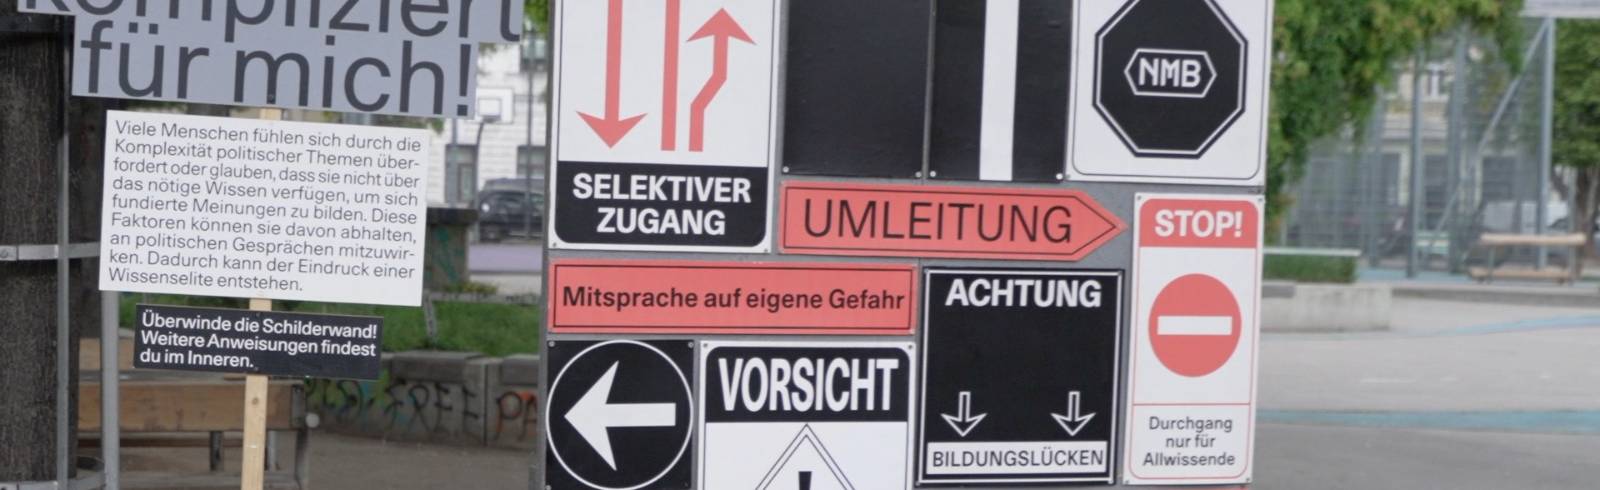 kompliziert
für mich!
Viele Menschen fühlen sich durch die
Komplexität politischer Themen über-
fordert oder glauben, dass sie nicht über
das nötige Wissen verfügen, um sich
fundierte Meinungen zu bilden. Diese
Faktoren können sie davon abhalten,
an politischen Gesprächen mitzuwir-
ken. Dadurch kann der Eindruck einer
Wissenselite entstehen.
Überwinde die Schilderwand!
Weitere Anweisungen findest
du im Inneren.
SELEKTIVER
ZUGANG
NMB
UMLEITUNG
STOP!
Mitsprache auf eigene Gefahr
ACHTUNG
VORSICHT
!
BILDUNGSLÜCKEN
Durchgang
nur für
Allwissende